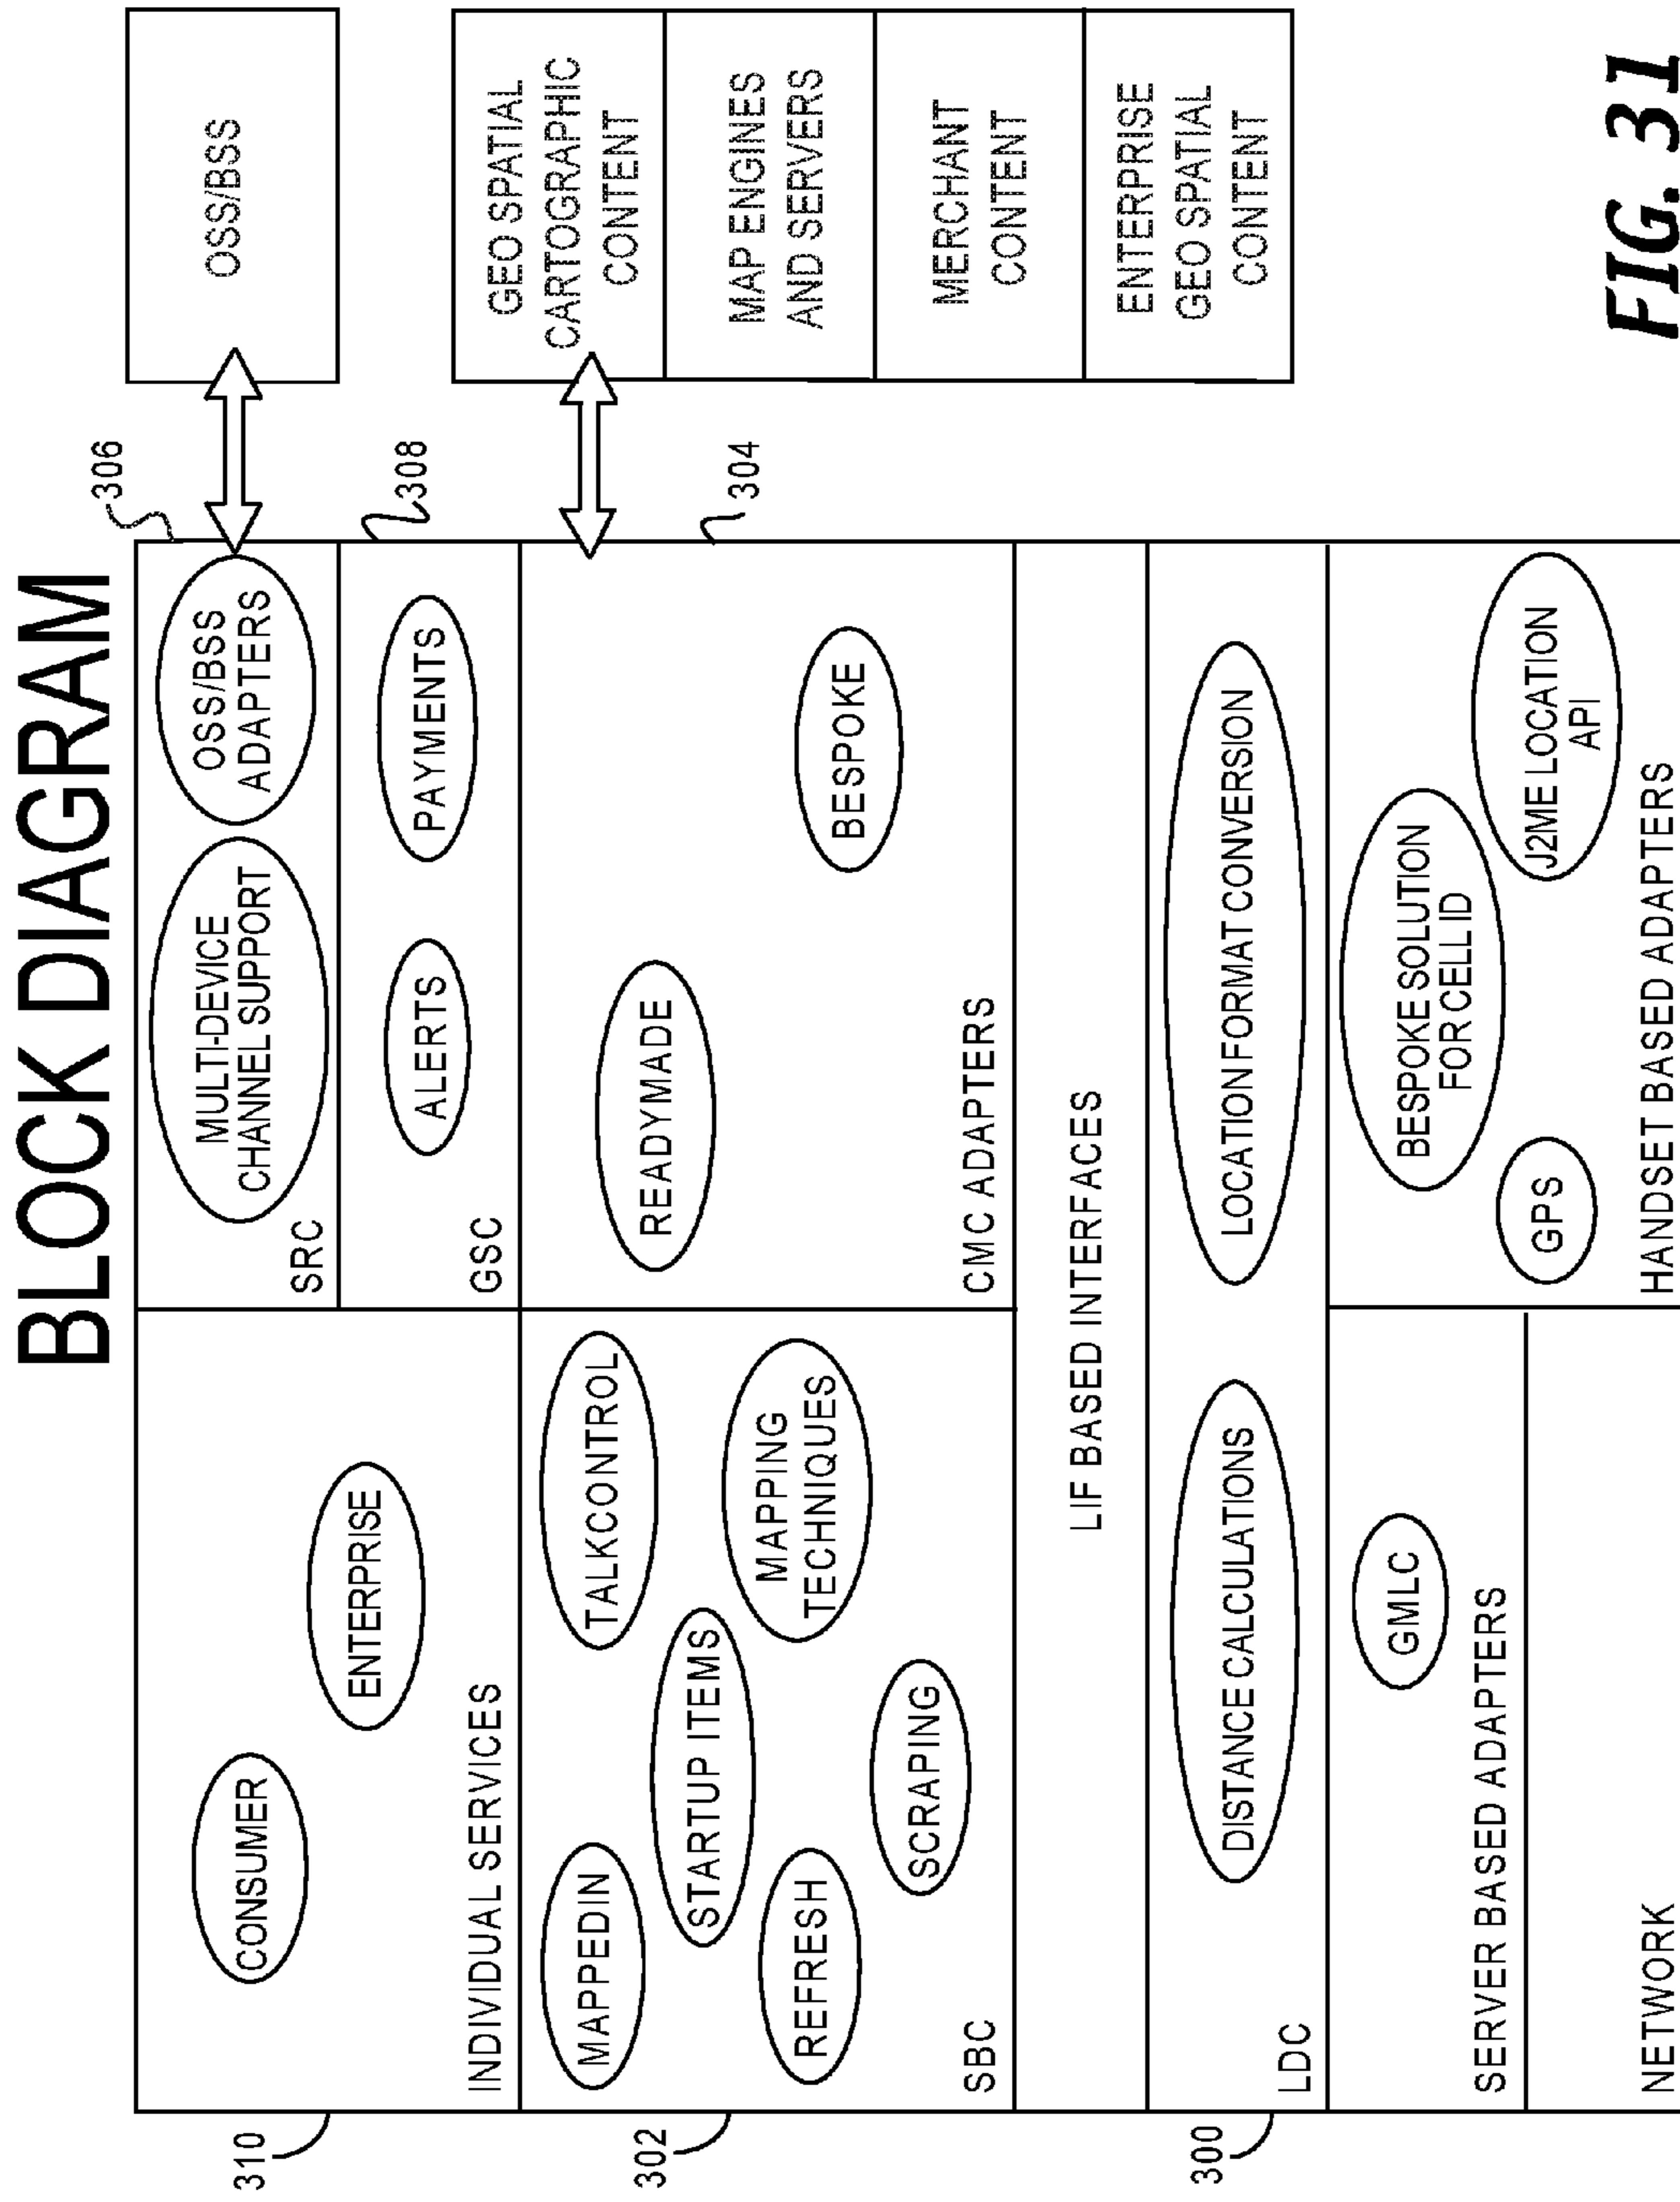 BLOCK DIAGRAM
310
CONSUMER
ENTERPRISE
INDIVIDUAL SERVICES
MULTI-DEVICE
CHANNEL SUPPORT
SRC
OSS/BSS
ADAPTERS
306
OSS/BSS
ALERTS
PAYMENTS
GSC
308
302
MAPPEDIN
TALKCONTROL
STARTUP ITEMS
REFRESH
MAPPING
TECHNIQUES
SCRAPING
SBC
READYMADE
BESPOKE
CMC ADAPTERS
304
GEO SPATIAL
CARTOGRAPHIC
CONTENT
MAP ENGINES
AND SERVERS
MERCHANT
CONTENT
ENTERPRISE
GEO SPATIAL
CONTENT
LIF BASED INTERFACES
300
DISTANCE CALCULATIONS
LOCATION FORMAT CONVERSION
LDC
GMLC
SERVER BASED ADAPTERS
NETWORK
BESPOKE SOLUTION
FOR CELL ID
GPS
J2ME LOCATION
API
HANDSET BASED ADAPTERS
FIG. 31